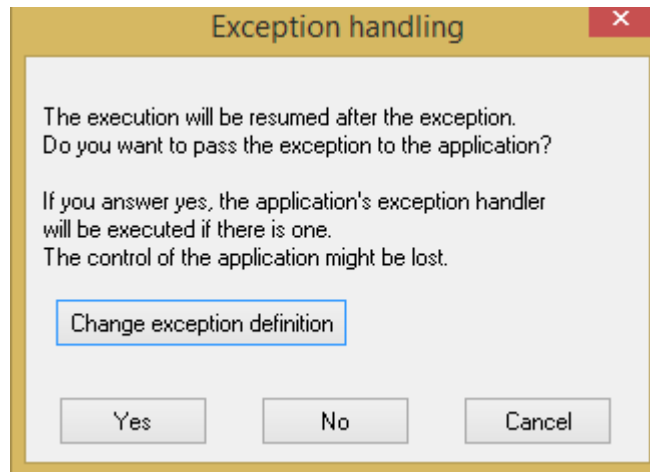 Exception handling
The execution will be resumed after the exception.
Do you want to pass the exception to the application?
If you answer yes, the application's exception handler
will be executed if there is one.
The control of the application might be lost.
Change exception definition
Yes
No
Cancel